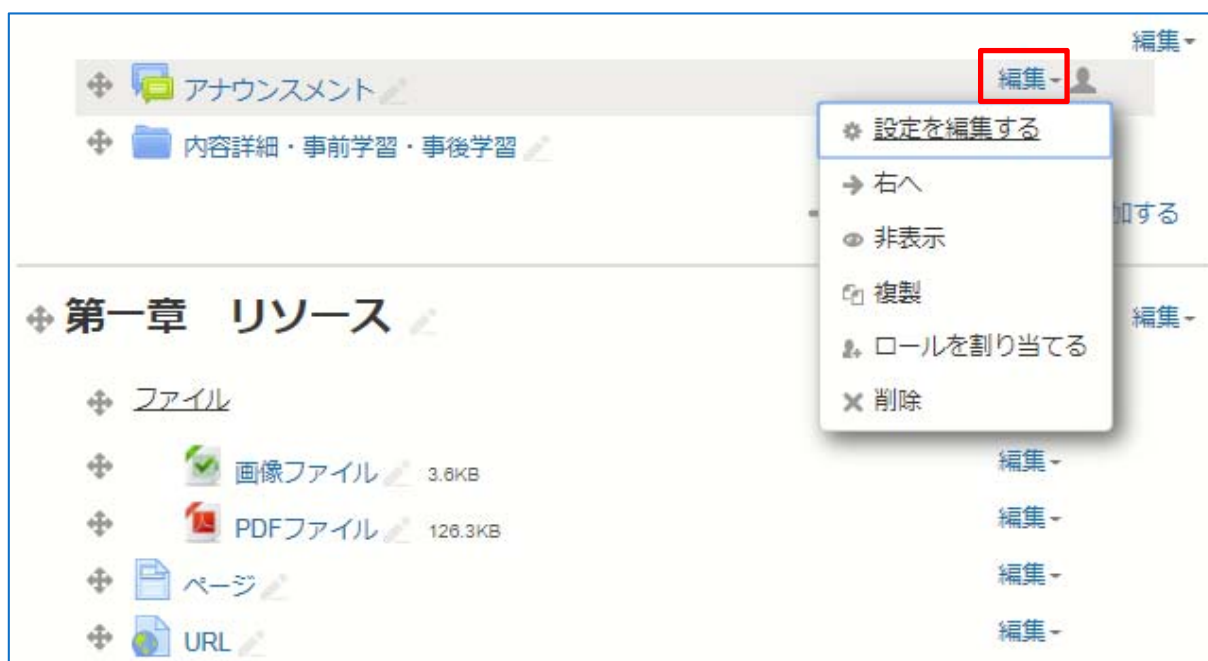 編集
アナウンスメント 編集
設定を編集する
内容詳細・事前学習・事後学習
右へ
加する
非表示
複製
第一章 リソース 編集
ロールを割り当てる
ファイル
削除
画像ファイル 3.6KB 編集
PDFファイル 126.3KB 編集
ページ 編集
URL 編集